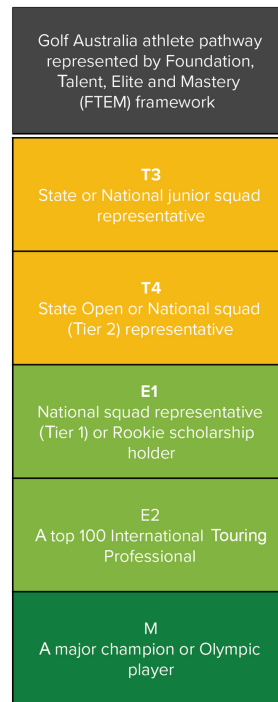 Golf Australia athlete pathway
represented by Foundation,
Talent, Elite and Mastery
(FTEM) framework
T3
State or National junior squad
representative
T4
State Open or National squad
(Tier 2) representative
E1
National squad representative
(Tier 1) or Rookie scholarship
holder
E2
A top 100 International Touring
Professional
M
A major champion or Olympic
player